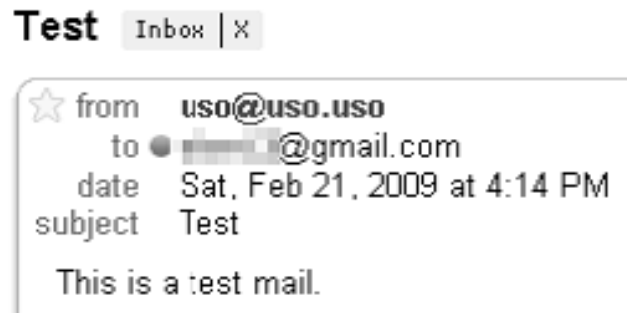 Test Inbox | X
from uso@uso.uso
to @gmail.com
date Sat, Feb 21, 2009 at 4:14 PM
subject Test
This is a test mail.